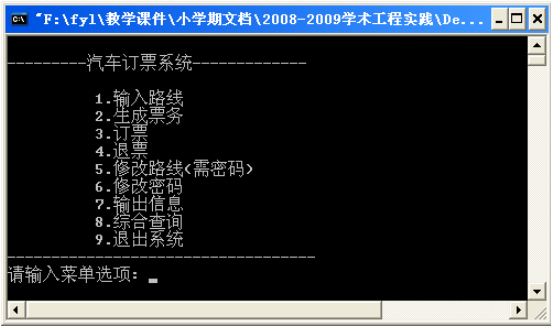 "F:\fyl\教学课件\小学期文档\2008-2009学术工程实践\De...
---------汽车订票系统-------------
1.输入路线
2.生成票务
3.订票
4.退票
5.修改路线(需密码)
6.修改密码
7.输出信息
8.综合查询
9.退出系统
-----------------------------------
请输入菜单选项: _